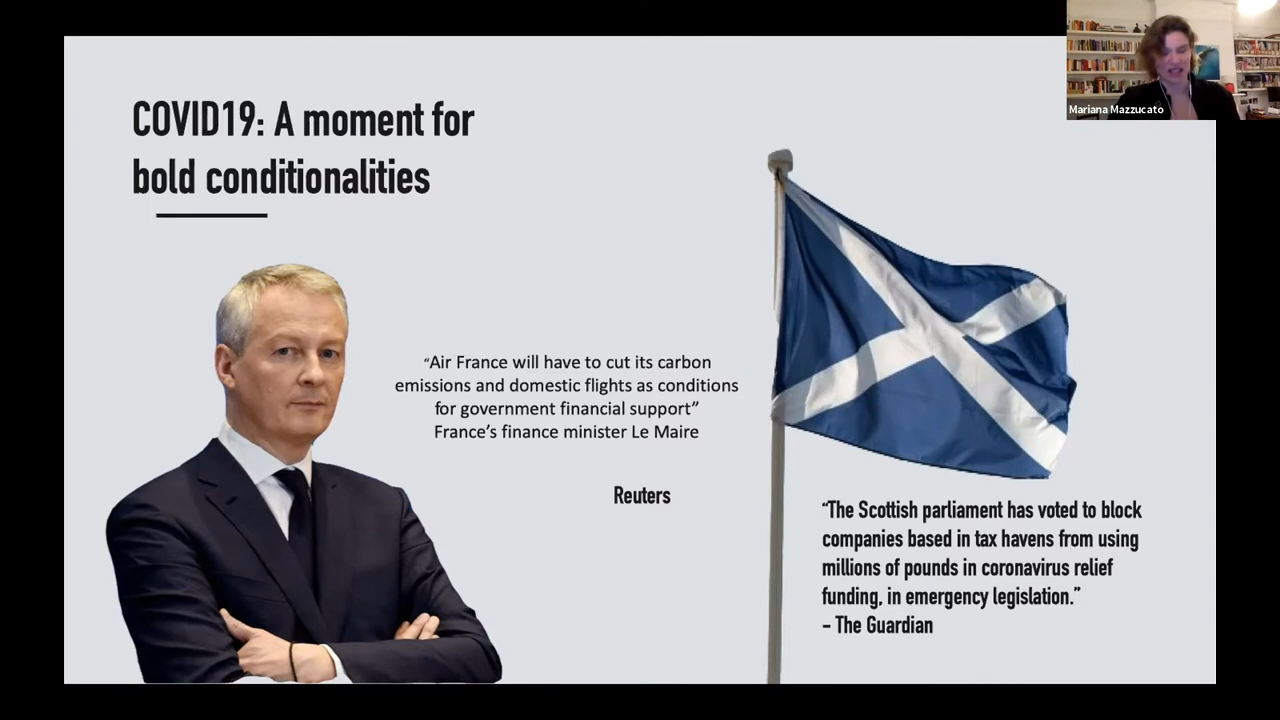 Mariana Mazzucato
COVID19: A moment for
bold conditionalities
“Air France will have to cut its carbon
emissions and domestic flights as conditions
for government financial support”
France’s finance minister Le Maire
Reuters
“The Scottish parliament has voted to block
companies based in tax havens from using
millions of pounds in coronavirus relief
funding, in emergency legislation.”
– The Guardian